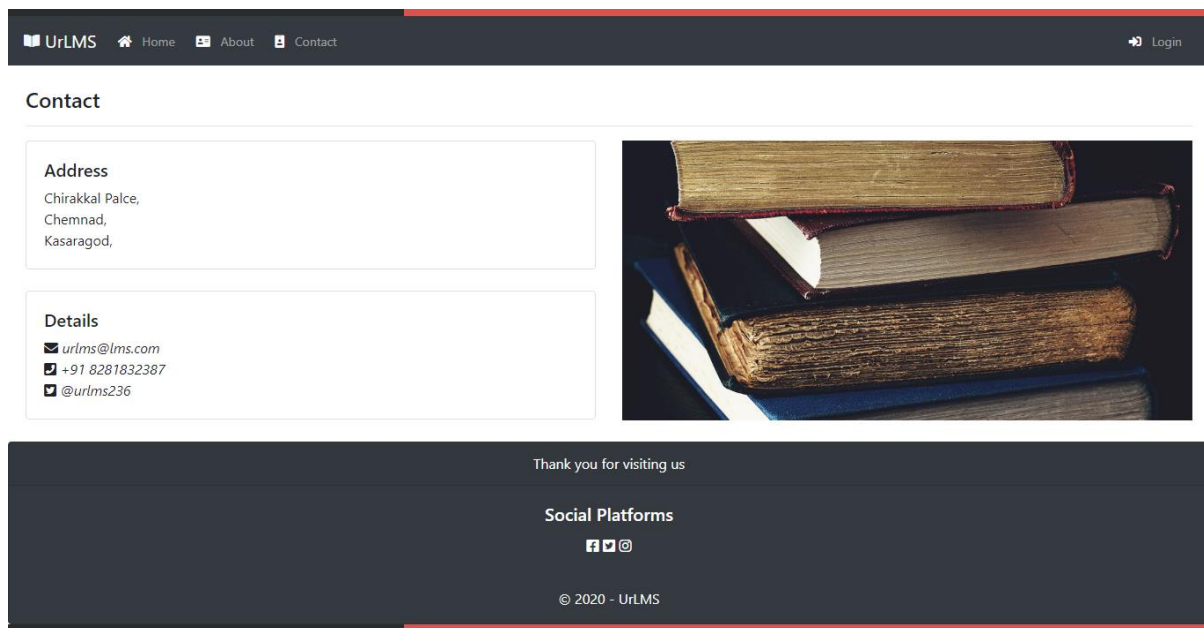 UrLMS Home About Contact Login
Contact
Address
Chirakkal Palce,
Chemnad,
Kasaragod,
Details
urlms@lms.com
+91 8281832387
@urlms236
Thank you for visiting us
Social Platforms
© 2020 - UrLMS